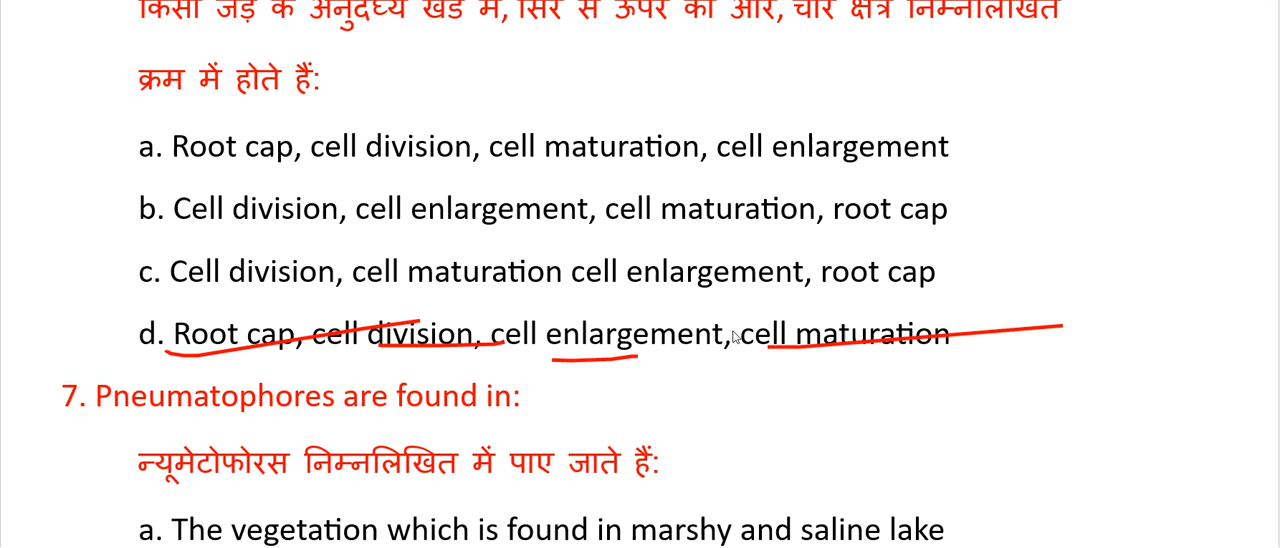 किसी जड़ के अनुदैर्ध्य खंड में, सिरे से ऊपर की ओर, चार क्षेत्र निम्नलिखित
क्रम में होते हैं:
a. Root cap, cell division, cell maturation, cell enlargement
b. Cell division, cell enlargement, cell maturation, root cap
c. Cell division, cell maturation cell enlargement, root cap
d. Root cap, cell division, cell enlargement, cell maturation
7. Pneumatophores are found in:
न्यूमेटोफोरस निम्नलिखित में पाए जाते हैं:
a. The vegetation which is found in marshy and saline lake